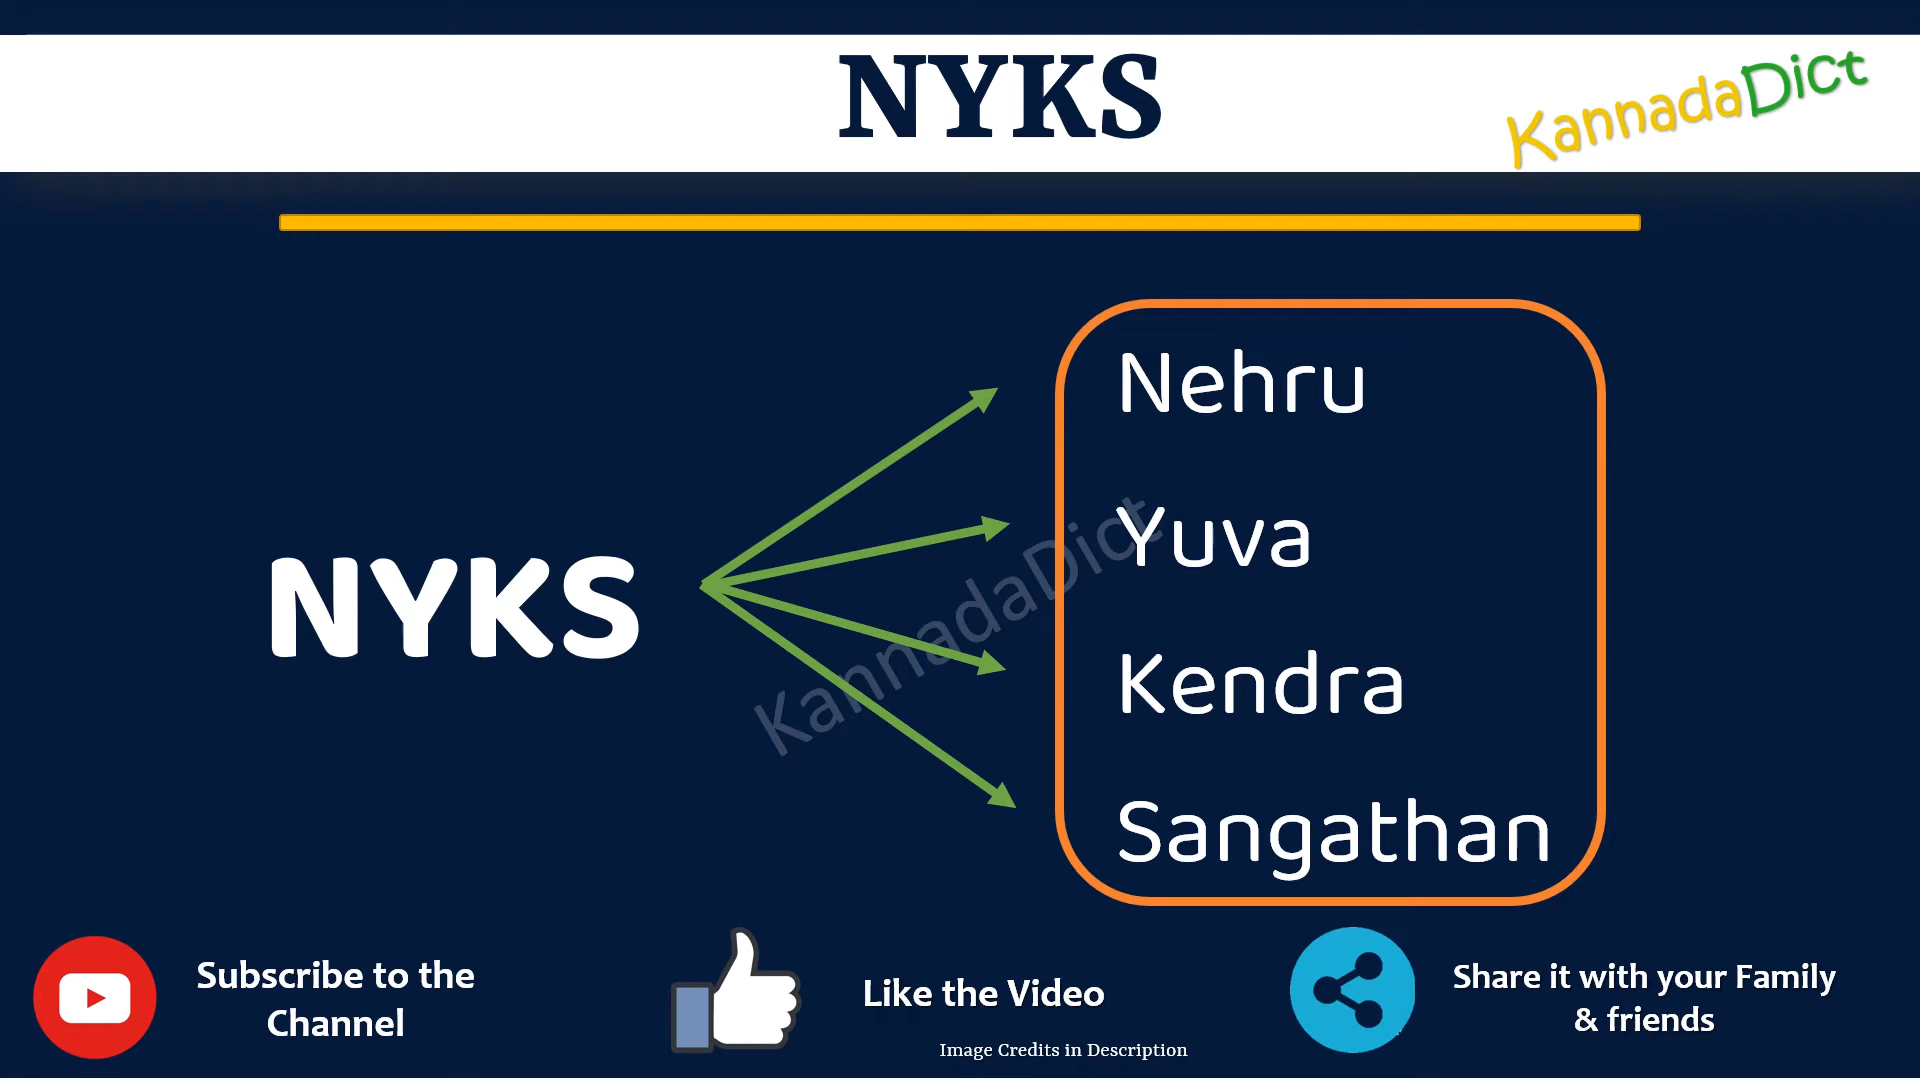 NYKS
KannadaDict
Nehru
Yuva
NYKS
KannadaDict
Kendra
Sangathan
Subscribe to the
Channel
Like the Video
Share it with your Family
& friends
Image Credits in Description